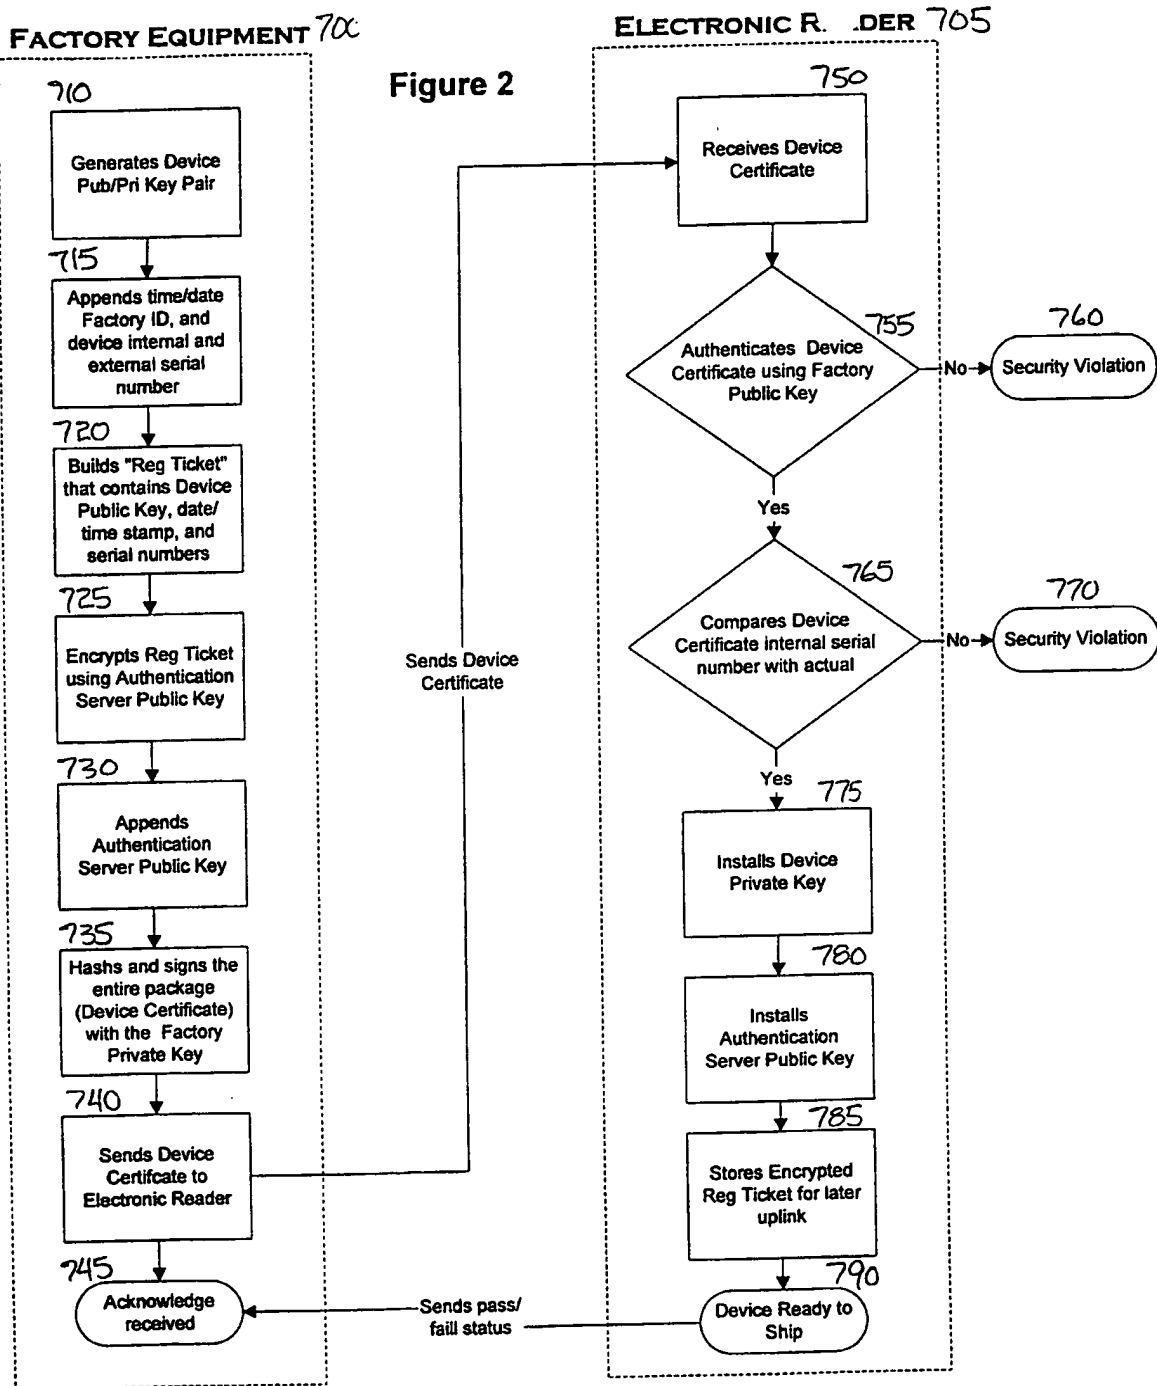 FACTORY EQUIPMENT 700
ELECTRONIC R. .DER 705
Figure 2
710
Generates Device
Pub/Pri Key Pair
715
Appends time/date
Factory ID, and
device internal and
external serial
number
720
Builds "Reg Ticket"
that contains Device
Public Key, date/
time stamp, and
serial numbers
725
Encrypts Reg Ticket
using Authentication
Server Public Key
730
Appends
Authentication
Server Public Key
735
Hashs and signs the
entire package
(Device Certificate)
with the Factory
Private Key
740
Sends Device
Certifcate to
Electronic Reader
745
Acknowledge
received
Sends Device
Certificate
Sends pass/
faill status
750
Receives Device
Certificate
755
Authenticates Device
Certificate using Factory
Public Key
No
760
Security Violation
Yes
765
Compares Device
Certificate internal serial
number with actual
No
770
Security Violation
Yes
775
Installs Device
Private Key
780
Installs
Authentication
Server Public Key
785
Stores Encrypted
Reg Ticket for later
uplink
790
Device Ready to
Ship